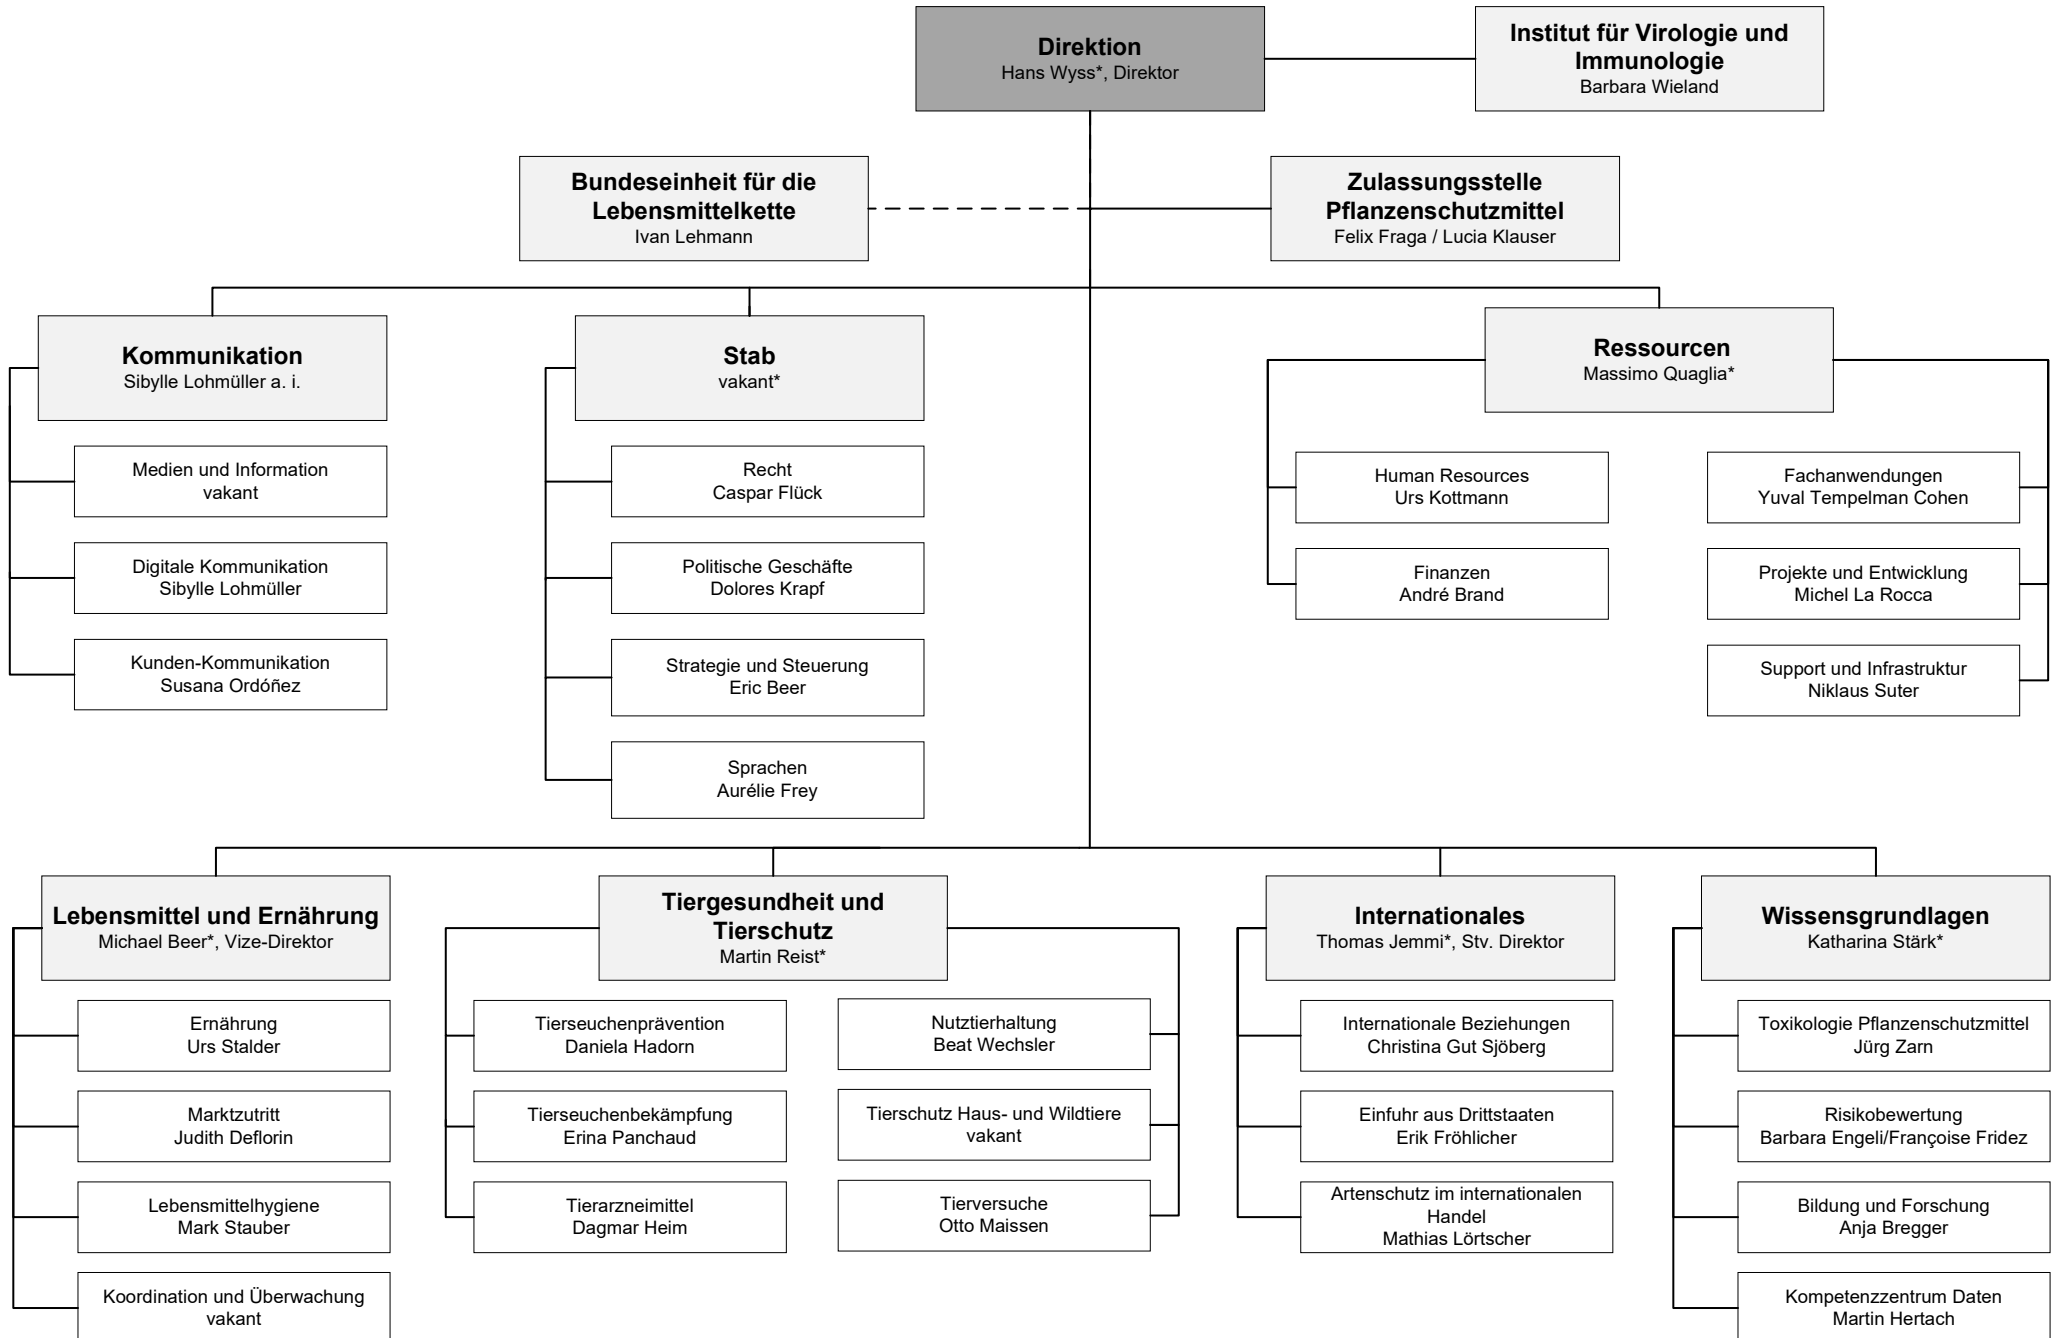 Direktion
Hans Wyss*, Direktor
Institut für Virologie und
Immunologie
Barbara Wieland
Bundeseinheit für die
Lebensmittelkette
Ivan Lehmann
Zulassungsstelle
Pflanzenschutzmittel
Felix Fraga / Lucia Klauser
Kommunikation
Sibylle Lohmüller a. i.
Medien und Information
vakant
Digitale Kommunikation
Sibylle Lohmüller
Kunden-Kommunikation
Susana Ordóñez
Stab
vakant*
Recht
Caspar Flück
Politische Geschäfte
Dolores Krapf
Strategie und Steuerung
Eric Beer
Sprachen
Aurélie Frey
Ressourcen
Massimo Quaglia*
Human Resources
Urs Kottmann
Finanzen
André Brand
Fachanwendungen
Yuval Tempelman Cohen
Projekte und Entwicklung
Michel La Rocca
Support und Infrastruktur
Niklaus Suter
Lebensmittel und Ernährung
Michael Beer*, Vize-Direktor
Ernährung
Urs Stalder
Marktzutritt
Judith Deflorin
Lebensmittelhygiene
Mark Stauber
Koordination und Überwachung
vakant
Tiergesundheit und
Tierschutz
Martin Reist*
Tierseuchenprävention
Daniela Hadorn
Tierseuchenbekämpfung
Erina Panchaud
Tierarzneimittel
Dagmar Heim
Nutztierhaltung
Beat Wechsler
Tierschutz Haus- und Wildtiere
vakant
Tierversuche
Otto Maissen
Internationales
Thomas Jemmi*, Stv. Direktor
Internationale Beziehungen
Christina Gut Sjöberg
Einfuhr aus Drittstaaten
Erik Fröhlicher
Artenschutz im internationalen
Handel
Mathias Lörtscher
Wissensgrundlagen
Katharina Stärk*
Toxikologie Pflanzenschutzmittel
Jürg Zarn
Risikobewertung
Barbara Engeli/Françoise Fridez
Bildung und Forschung
Anja Bregger
Kompetenzzentrum Daten
Martin Hertach